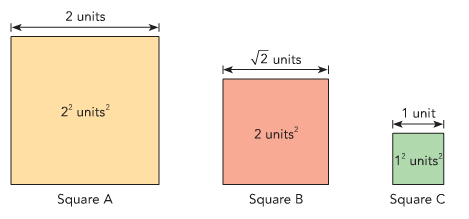 2 units
√2 units
1 unit
2² units²
2 units²
1² units²
Square A
Square B
Square C